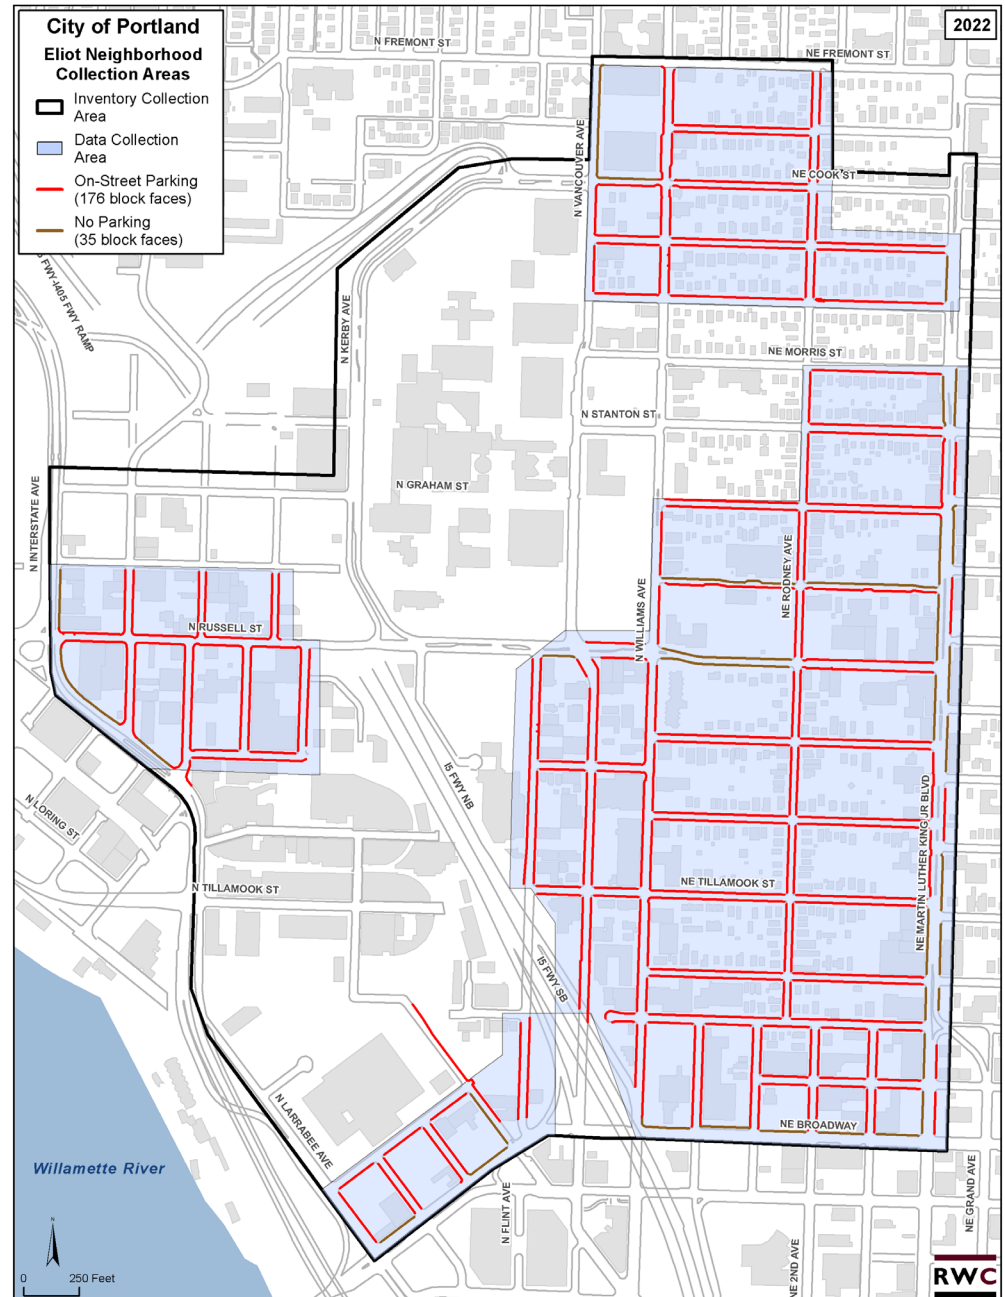 City of Portland
Eliot Neighborhood
Collection Areas
Inventory Collection
Area
Data Collection
Area
On-Street Parking
(176 block faces)
No Parking
(35 block faces)
2022
N FREMONT ST
NE FREMONT ST
N VANCOUVER AVE
NE COOK ST
FWY-I405 FWY RAMP
N KERBY AVE
NE MORRIS ST
N STANTON ST
N GRAHAM ST
N INTERSTATE AVE
NE RODNEY AVE
N WILLIAMS AVE
N RUSSELL ST
I5 FWY NB
N LORING ST
NE MARTIN LUTHER KING JR BLVD
N TILLAMOOK ST
NE TILLAMOOK ST
I5 FWY SB
N LARRABEE AVE
NE BROADWAY
Willamette River
N FLINT AVE
NE GRAND AVE
NE 2ND AVE
N
0 250 Feet
RWC